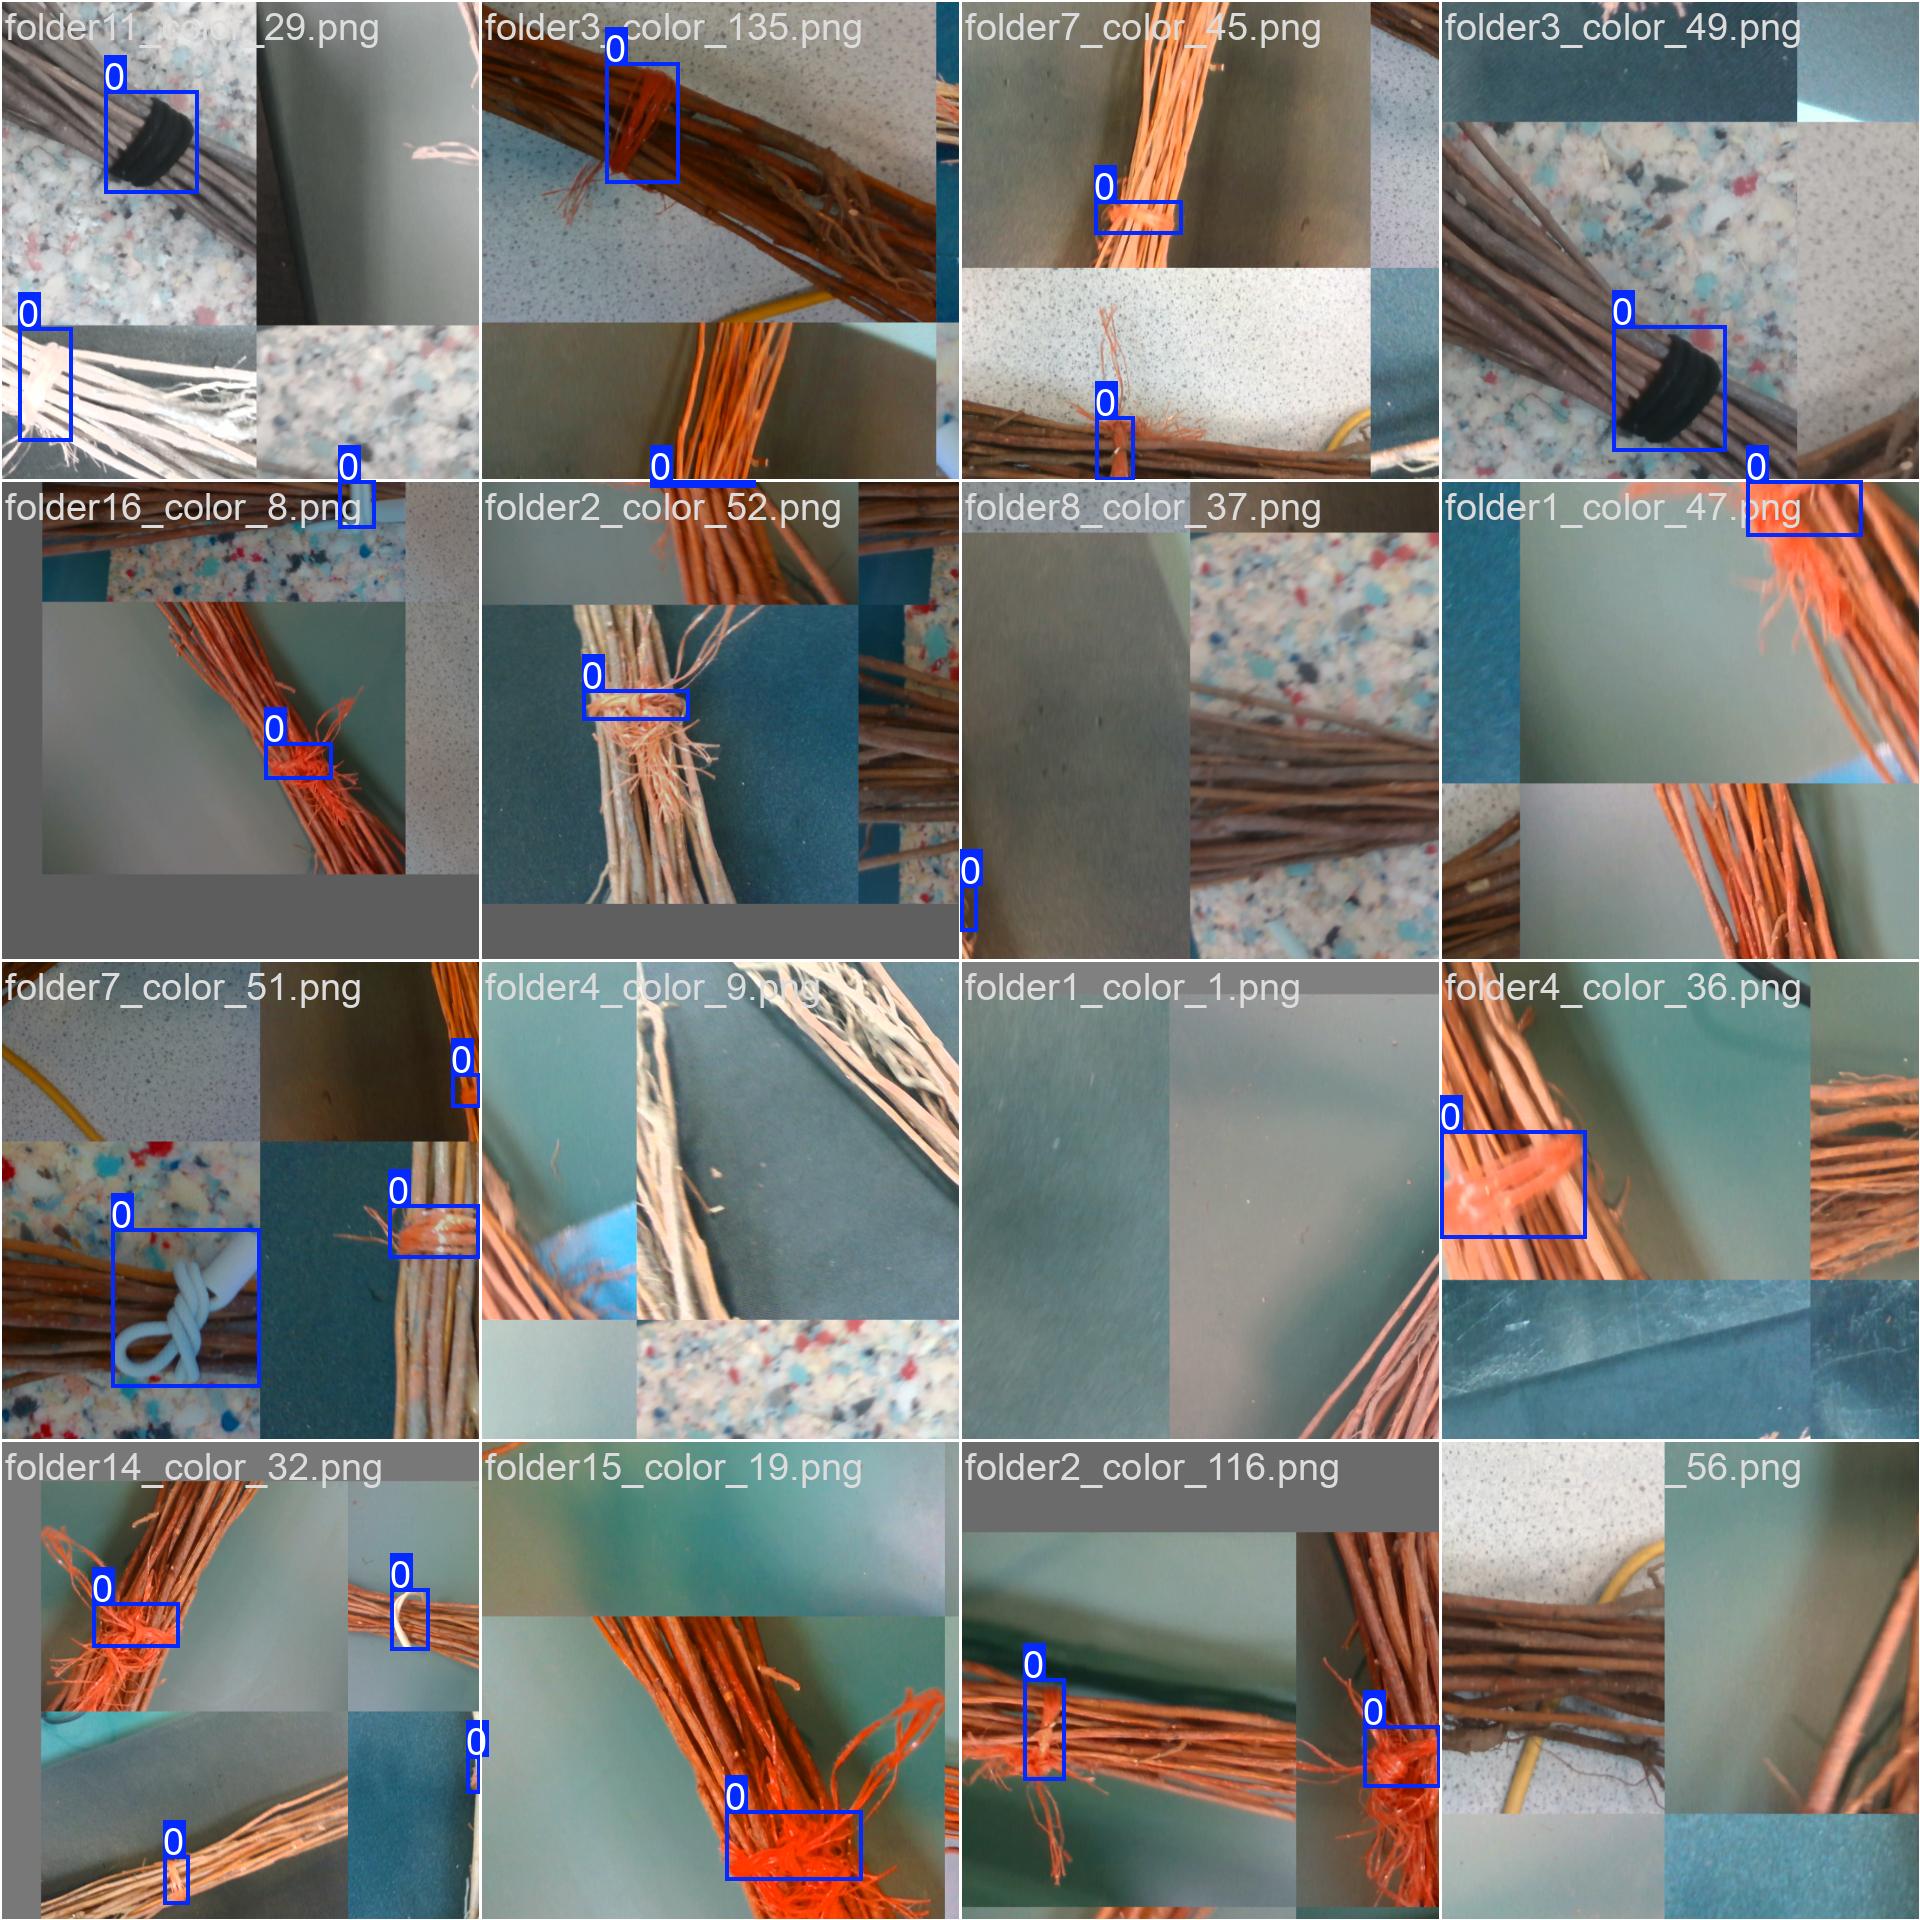 folder11_color_29.png
folder3_color_135.png
folder7_color_45.png
folder3_color_49.png
0
0
0
0
0
0
0
0
0
0
folder16_color_8.png
folder2_color_52.png
folder8_color_37.png
folder1_color_47.png
0
0
0
folder7_color_51.png
folder4_color_9.png
folder1_color_1.png
folder4_color_36.png
0
0
0
0
folder14_color_32.png
folder15_color_19.png
folder2_color_116.png
_56.png
0
0
0
0
0
0
0